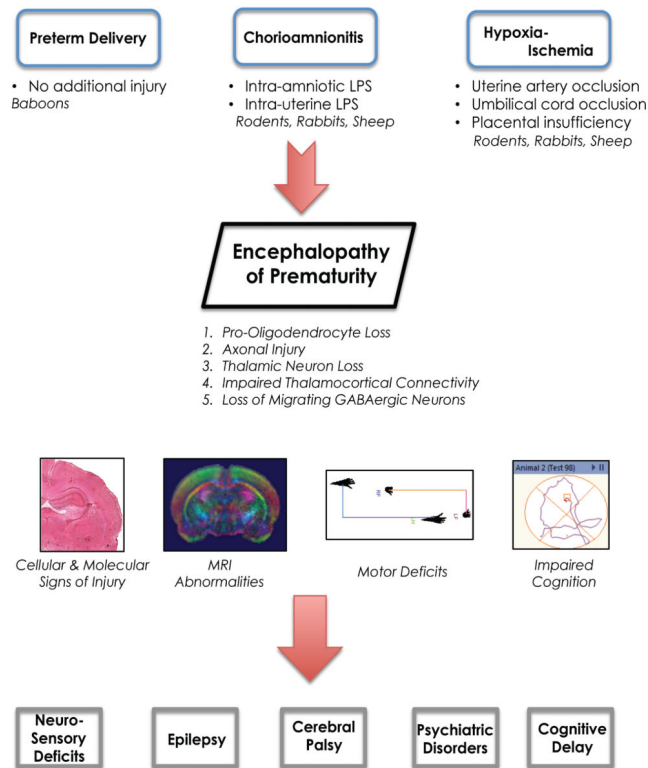 Preterm Delivery
• No additional injury
Baboons
Chorioamnionitis
• Intra-amniotic LPS
• Intra-uterine LPS
Rodents, Rabbits, Sheep
Hypoxia-
Ischemia
• Uterine artery occlusion
• Umbilical cord occlusion
• Placental insufficiency
Rodents, Rabbits, Sheep
Encephalopathy
of Prematurity
1. Pro-Oligodendrocyte Loss
2. Axonal Injury
3. Thalamic Neuron Loss
4. Impaired Thalamocortical Connectivity
5. Loss of Migrating GABAergic Neurons
Cellular & Molecular
Signs of Injury
MRI
Abnormalities
Motor Deficits
Animal 2 (Test 98)
Impaired
Cognition
Neuro-
Sensory
Deficits
Epilepsy
Cerebral
Palsy
Psychiatric
Disorders
Cognitive
Delay